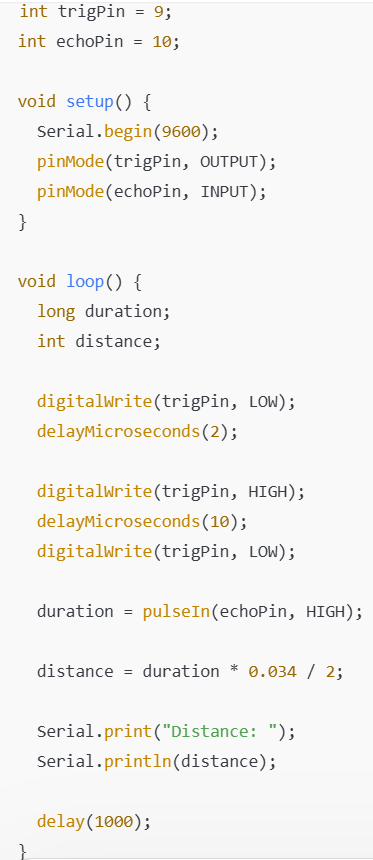 int trigPin = 9;
int echoPin = 10;
void setup() {
Serial.begin(9600);
pinMode(trigPin, OUTPUT);
pinMode(echoPin, INPUT);
}
void loop() {
long duration;
int distance;
digitalWrite(trigPin, LOW);
delayMicroseconds(2);
digitalWrite(trigPin, HIGH);
delayMicroseconds(10);
digitalWrite(trigPin, LOW);
duration = pulseIn(echoPin, HIGH);
distance = duration * 0.034 / 2;
Serial.print("Distance: ");
Serial.println(distance);
delay(1000);
}